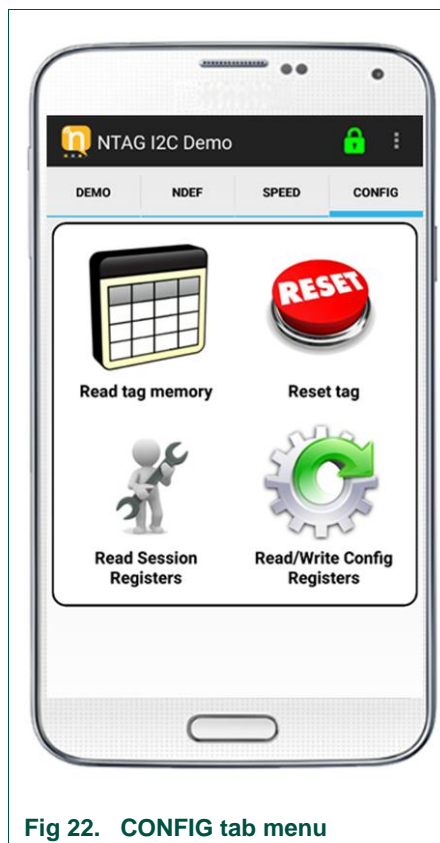 NTAG I2C Demo
DEMO NDEF SPEED CONFIG
RESET
Read tag memory
Reset tag
Read Session
Registers
Read/Write Config
Registers
Fig 22. CONFIG tab menu